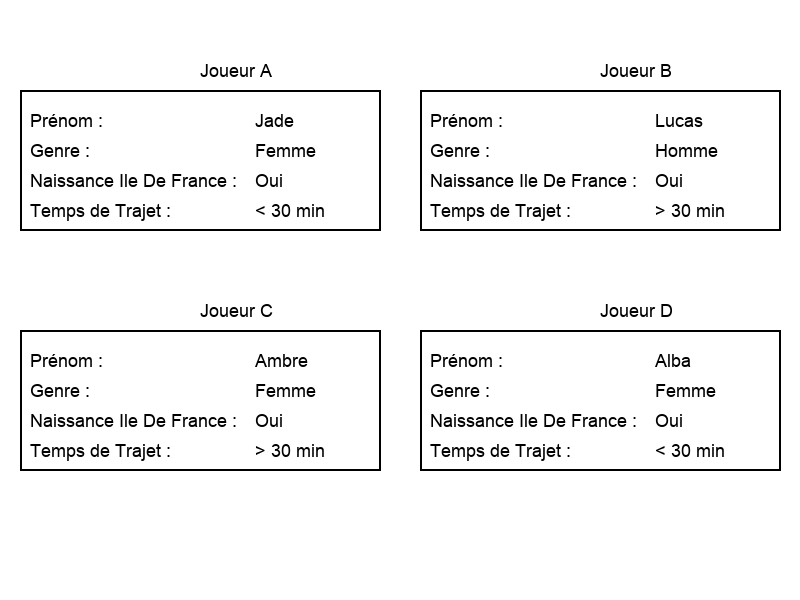 Joueur A
Prénom : Jade
Genre : Femme
Naissance Ile De France : Oui
Temps de Trajet : < 30 min
Joueur B
Prénom : Lucas
Genre : Homme
Naissance Ile De France : Oui
Temps de Trajet : > 30 min
Joueur C
Prénom : Ambre
Genre : Femme
Naissance Ile De France : Oui
Temps de Trajet : > 30 min
Joueur D
Prénom : Alba
Genre : Femme
Naissance Ile De France : Oui
Temps de Trajet : < 30 min